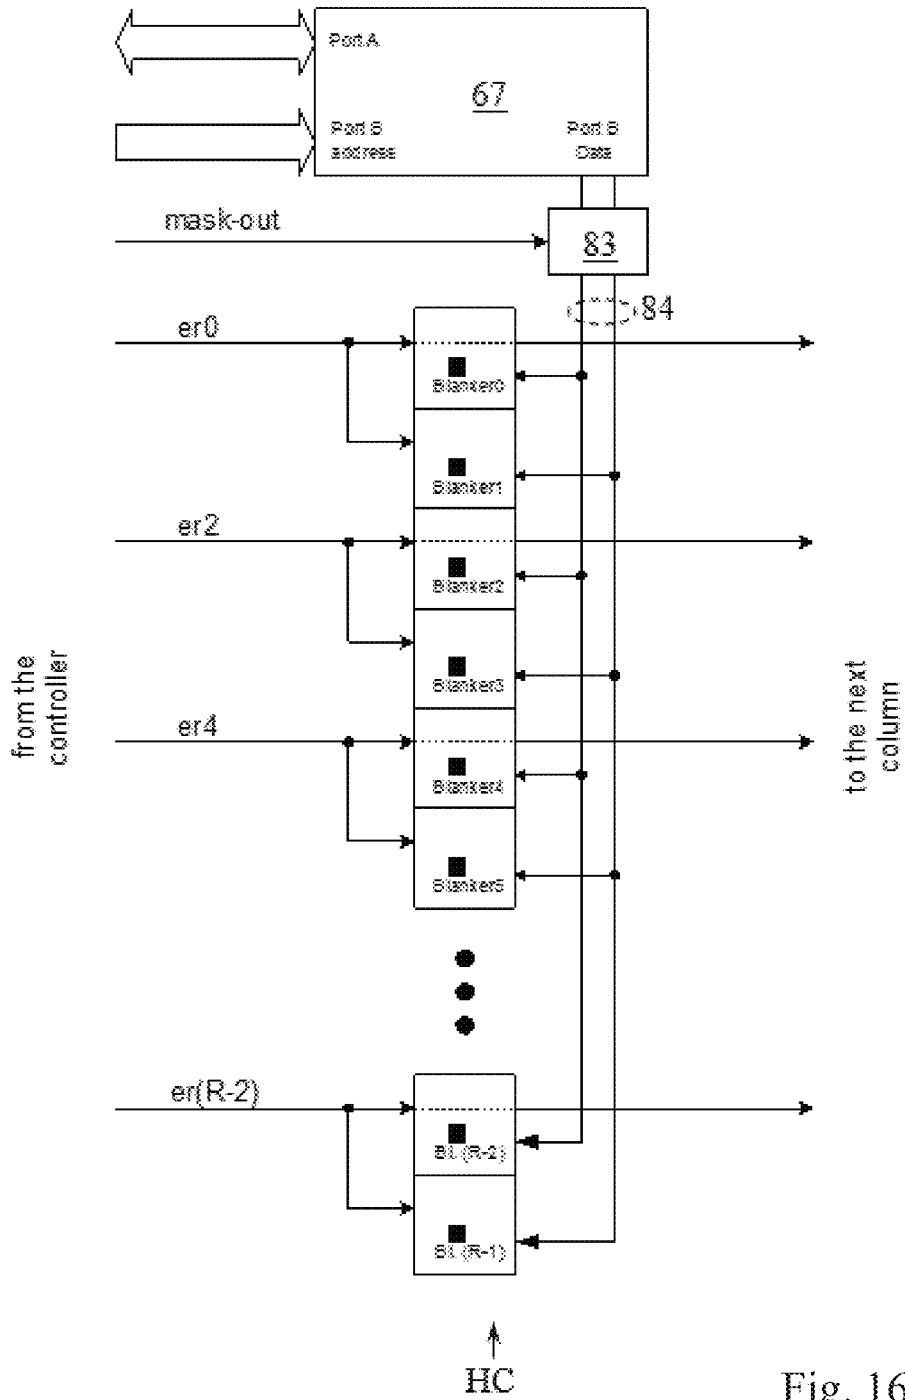 Port A
67
Port B
address
Port B
Data
mask-out
83
84
er0
Blanker0
Blanker1
er2
Blanker2
Blanker3
from the
controller
to the next
column
er4
Blanker4
Blanker5
er(R-2)
BL(R-2)
BL(R-1)
HC
Fig. 16